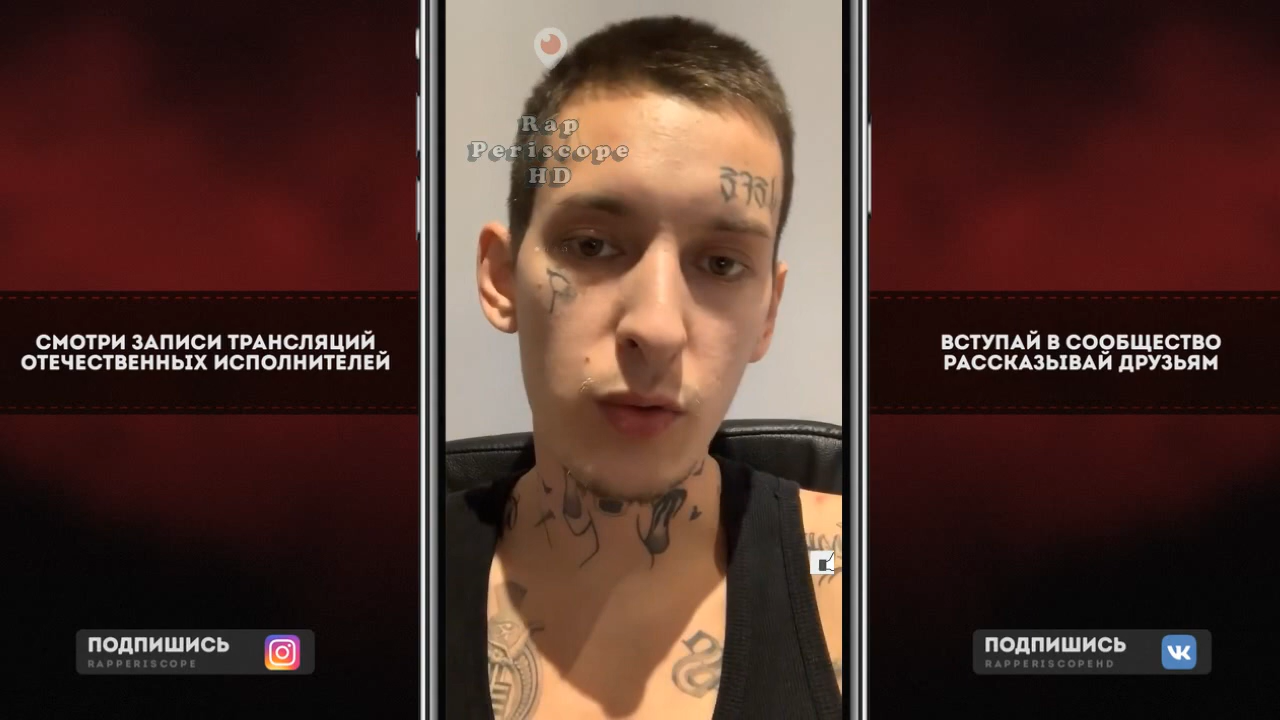 Rap
Periscope
HD
СМОТРИ ЗАПИСИ ТРАНСЛЯЦИЙ
ОТЕЧЕСТВЕННЫХ ИСПОЛНИТЕЛЕЙ
ВСТУПАЙ В СООБЩЕСТВО
РАССКАЗЫВАЙ ДРУЗЬЯМ
ПОДПИШИСЬ
RAPPERISCOPE
ПОДПИШИСЬ
RAPPERISCOPEHD